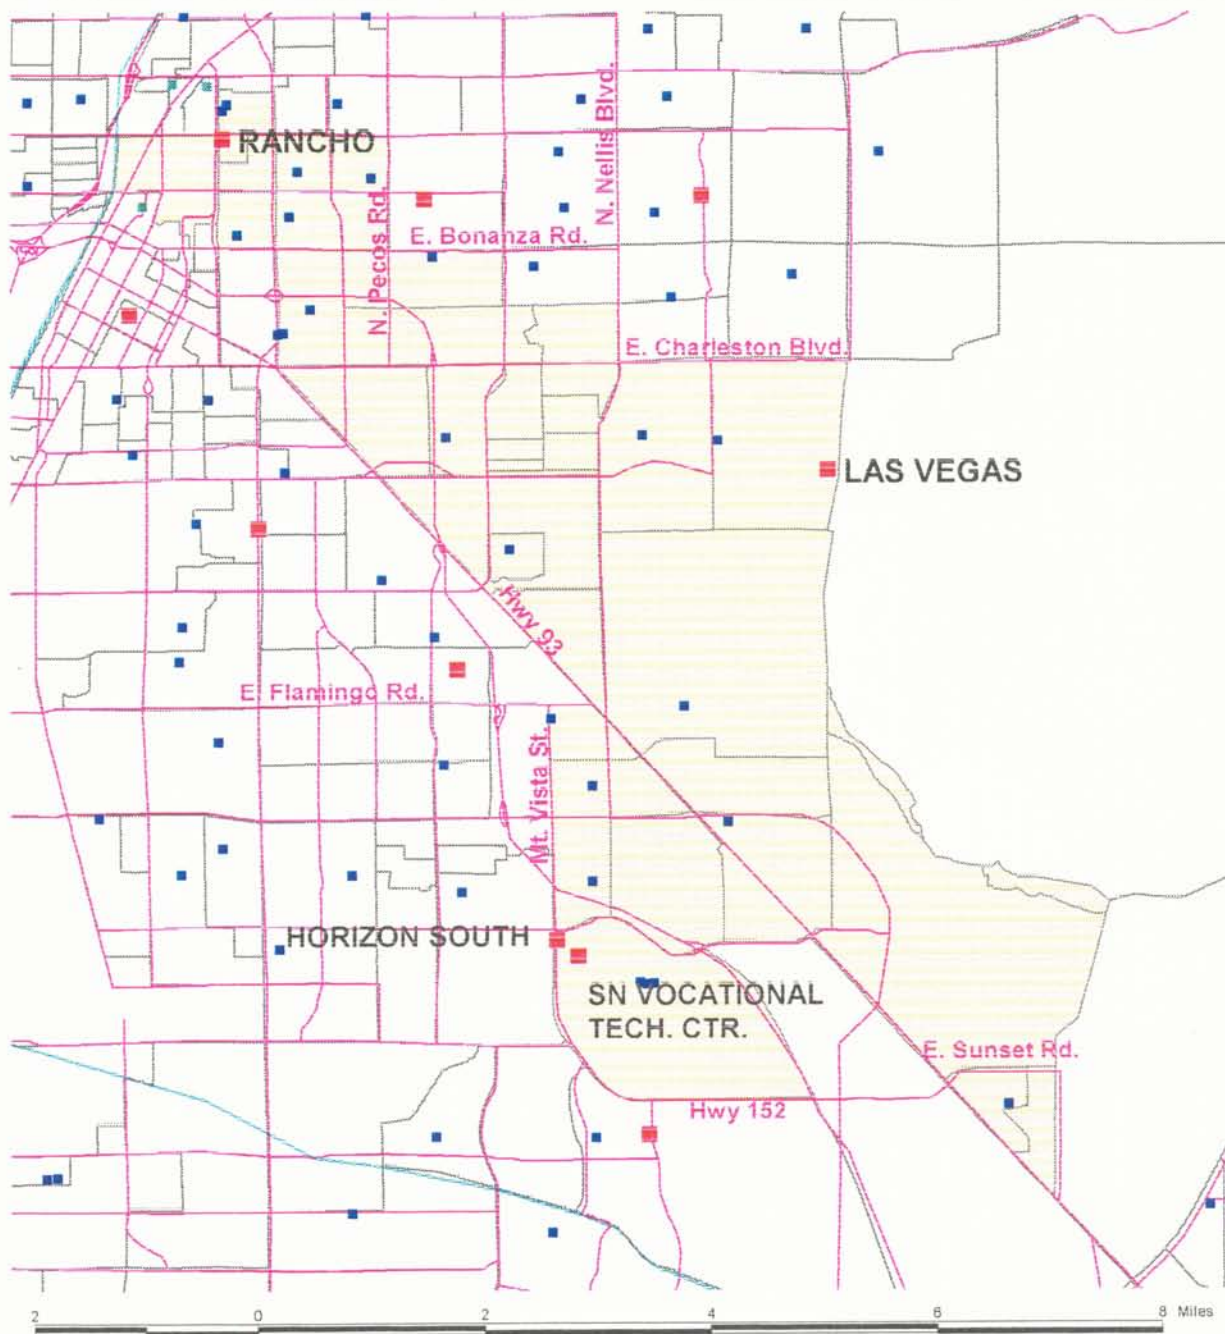 RANCHO
N. Nellis Blvd.
N. Pecos Rd.
E. Bonanza Rd.
E. Charleston Blvd.
LAS VEGAS
Hwy 93
E. Flamingo Rd.
Mt. Vista St.
HORIZON SOUTH
SN VOCATIONAL
TECH. CTR.
E. Sunset Rd.
Hwy 152
2 0 2 4 6 8 Miles